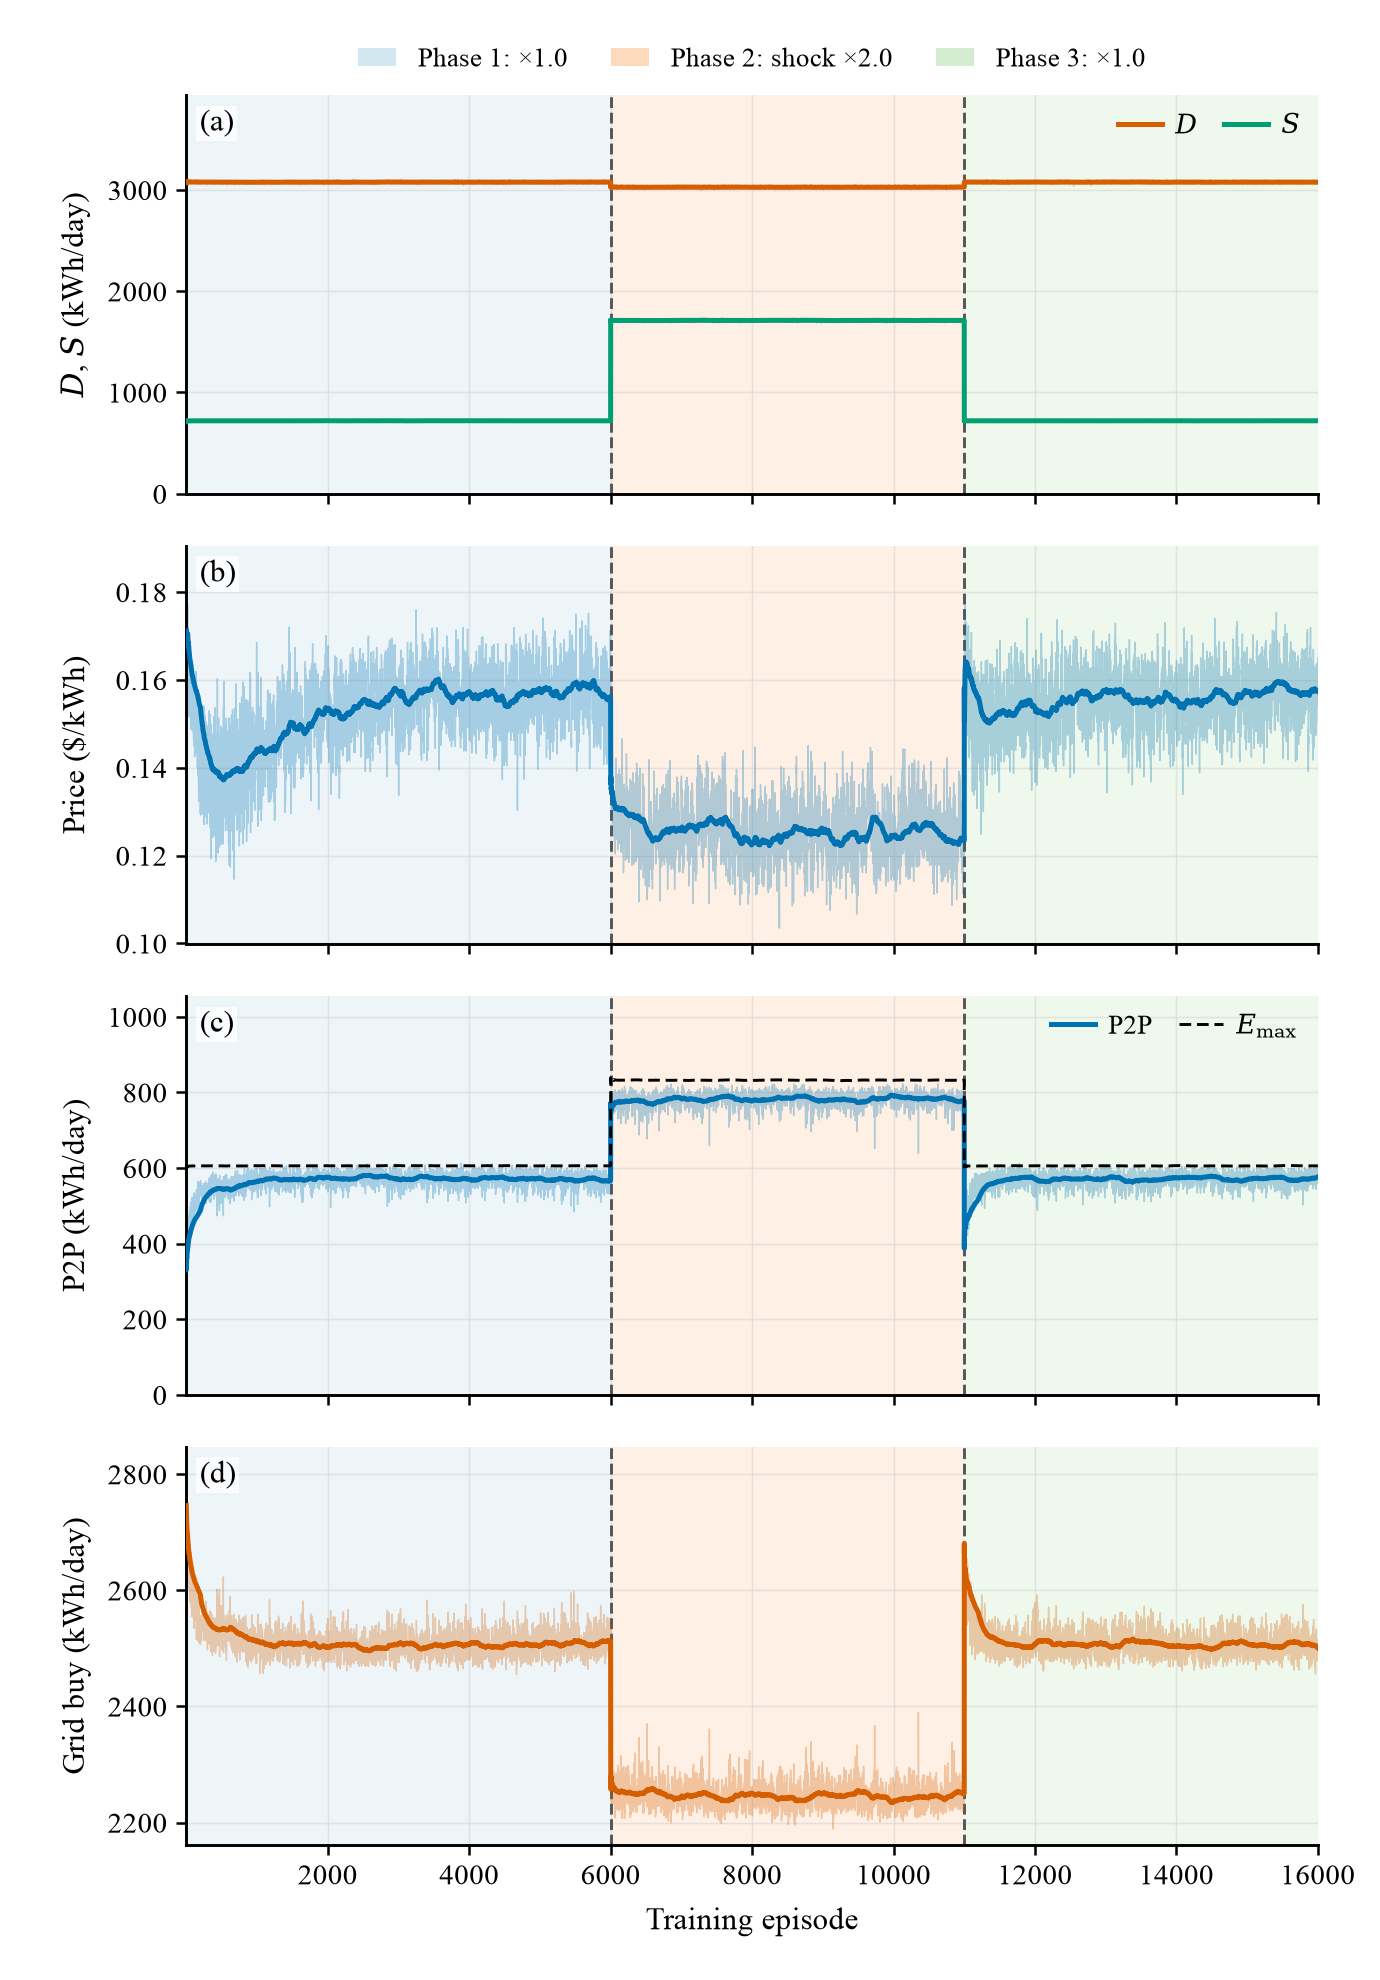 Phase 1: ×1.0 Phase 2: shock ×2.0 Phase 3: ×1.0
(a)
D S
3000
2000
1000
0
D, S (kWh/day)
(b)
0.18
0.16
0.14
0.12
0.10
Price ($/kWh)
(c)
P2P E_max
1000
800
600
400
200
0
P2P (kWh/day)
(d)
2800
2600
2400
2200
Grid buy (kWh/day)
2000 4000 6000 8000 10000 12000 14000 16000
Training episode